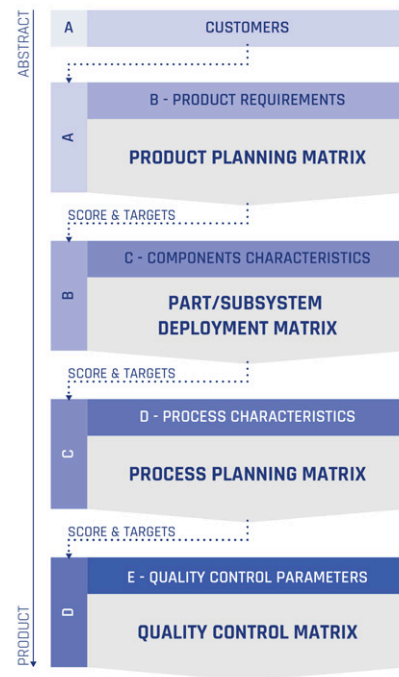 ABSTRACT
A
CUSTOMERS
B - PRODUCT REQUIREMENTS
A
PRODUCT PLANNING MATRIX
SCORE & TARGETS
C - COMPONENTS CHARACTERISTICS
B
PART/SUBSYSTEM
DEPLOYMENT MATRIX
SCORE & TARGETS
D - PROCESS CHARACTERISTICS
C
PROCESS PLANNING MATRIX
SCORE & TARGETS
E - QUALITY CONTROL PARAMETERS
D
QUALITY CONTROL MATRIX
PRODUCT